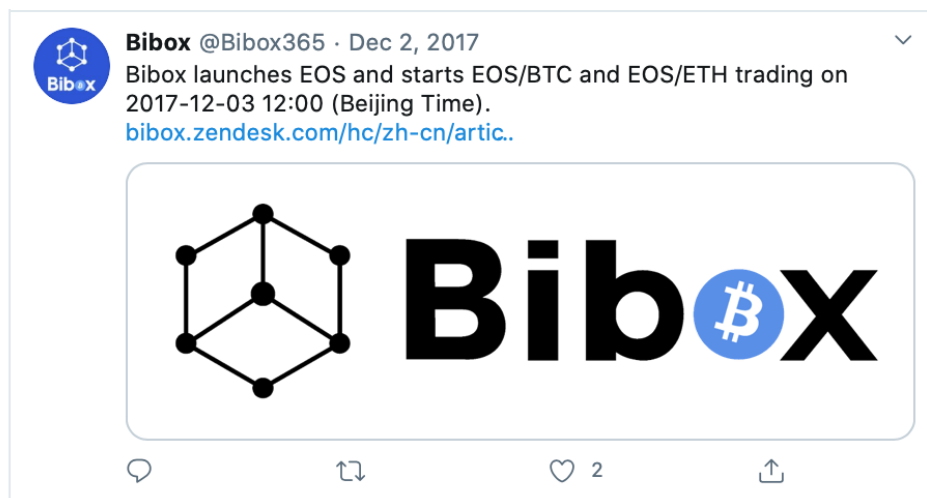 Bibox @Bibox365 · Dec 2, 2017
Bibox
Bibox launches EOS and starts EOS/BTC and EOS/ETH trading on
2017-12-03 12:00 (Beijing Time).
bibox.zendesk.com/hc/zh-cn/artic..
Bibox
2